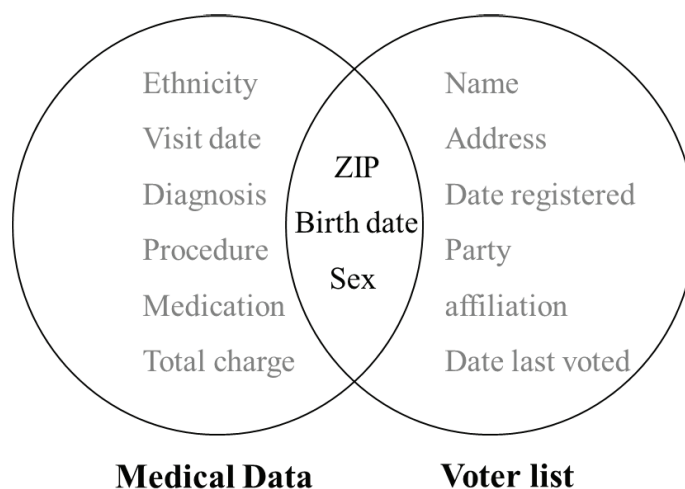 Ethnicity
Visit date
Diagnosis
Procedure
Medication
Total charge
ZIP
Birth date
Sex
Name
Address
Date registered
Party
affiliation
Date last voted
Medical Data
Voter list